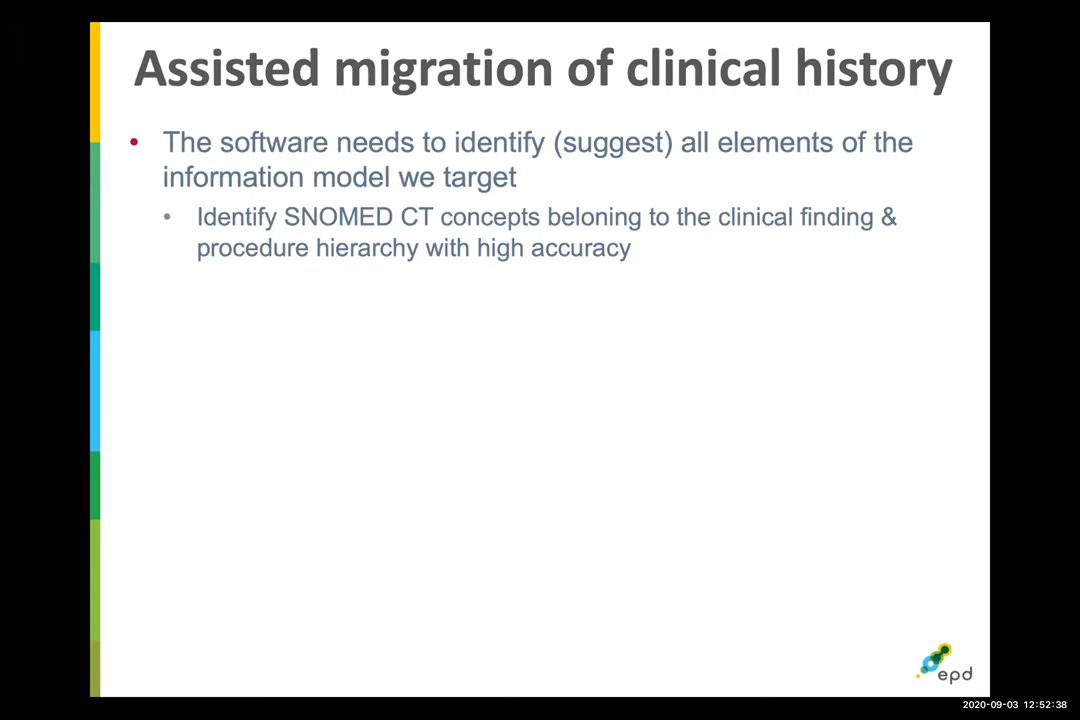 Assisted migration of clinical history
• The software needs to identify (suggest) all elements of the
information model we target
• Identify SNOMED CT concepts beloning to the clinical finding &
procedure hierarchy with high accuracy
epd
2020-09-03 12:52:38